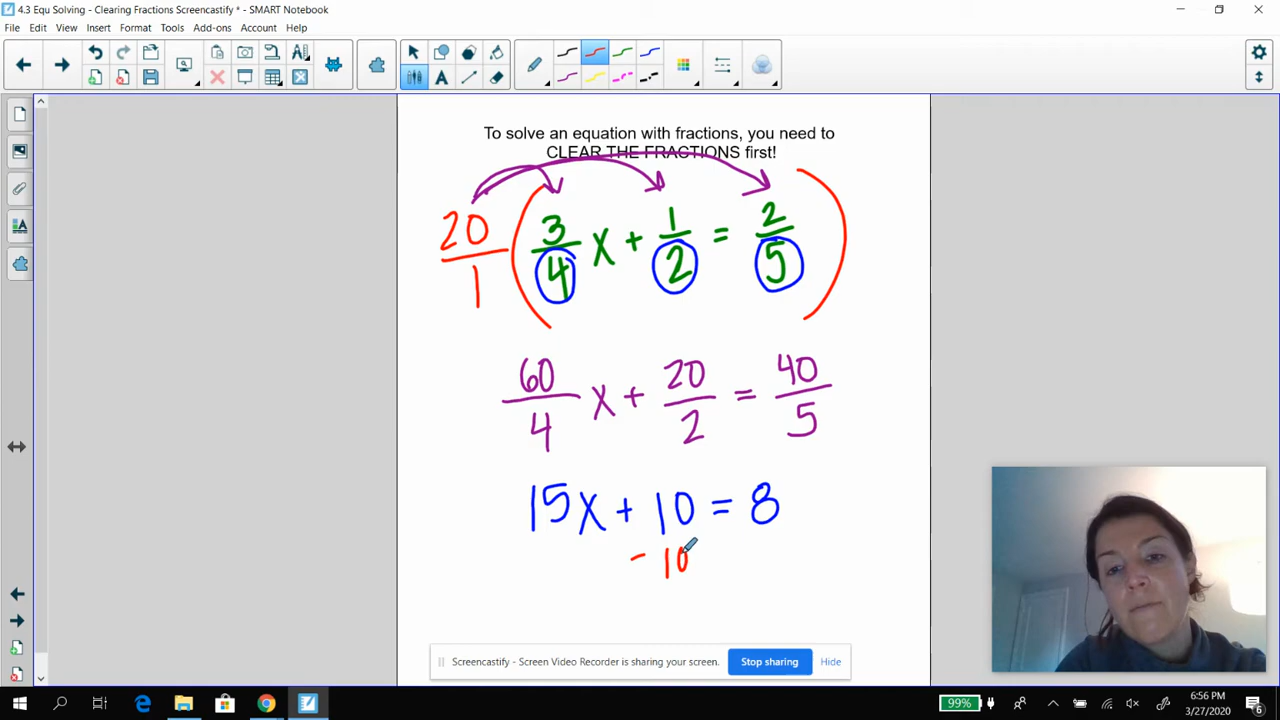 4.3 Equ Solving - Clearing Fractions Screencastify * - SMART Notebook
File Edit View Insert Format Tools Add-ons Account Help
To solve an equation with fractions, you need to
CLEAR THE FRACTIONS first!
20/1 (3/4 x + 1/2 = 2/5)
60/4 x + 20/2 = 40/5
15x + 10 = 8
- 10
Screencastify - Screen Video Recorder is sharing your screen. Stop sharing Hide
99% 6:56 PM
3/27/2020 6